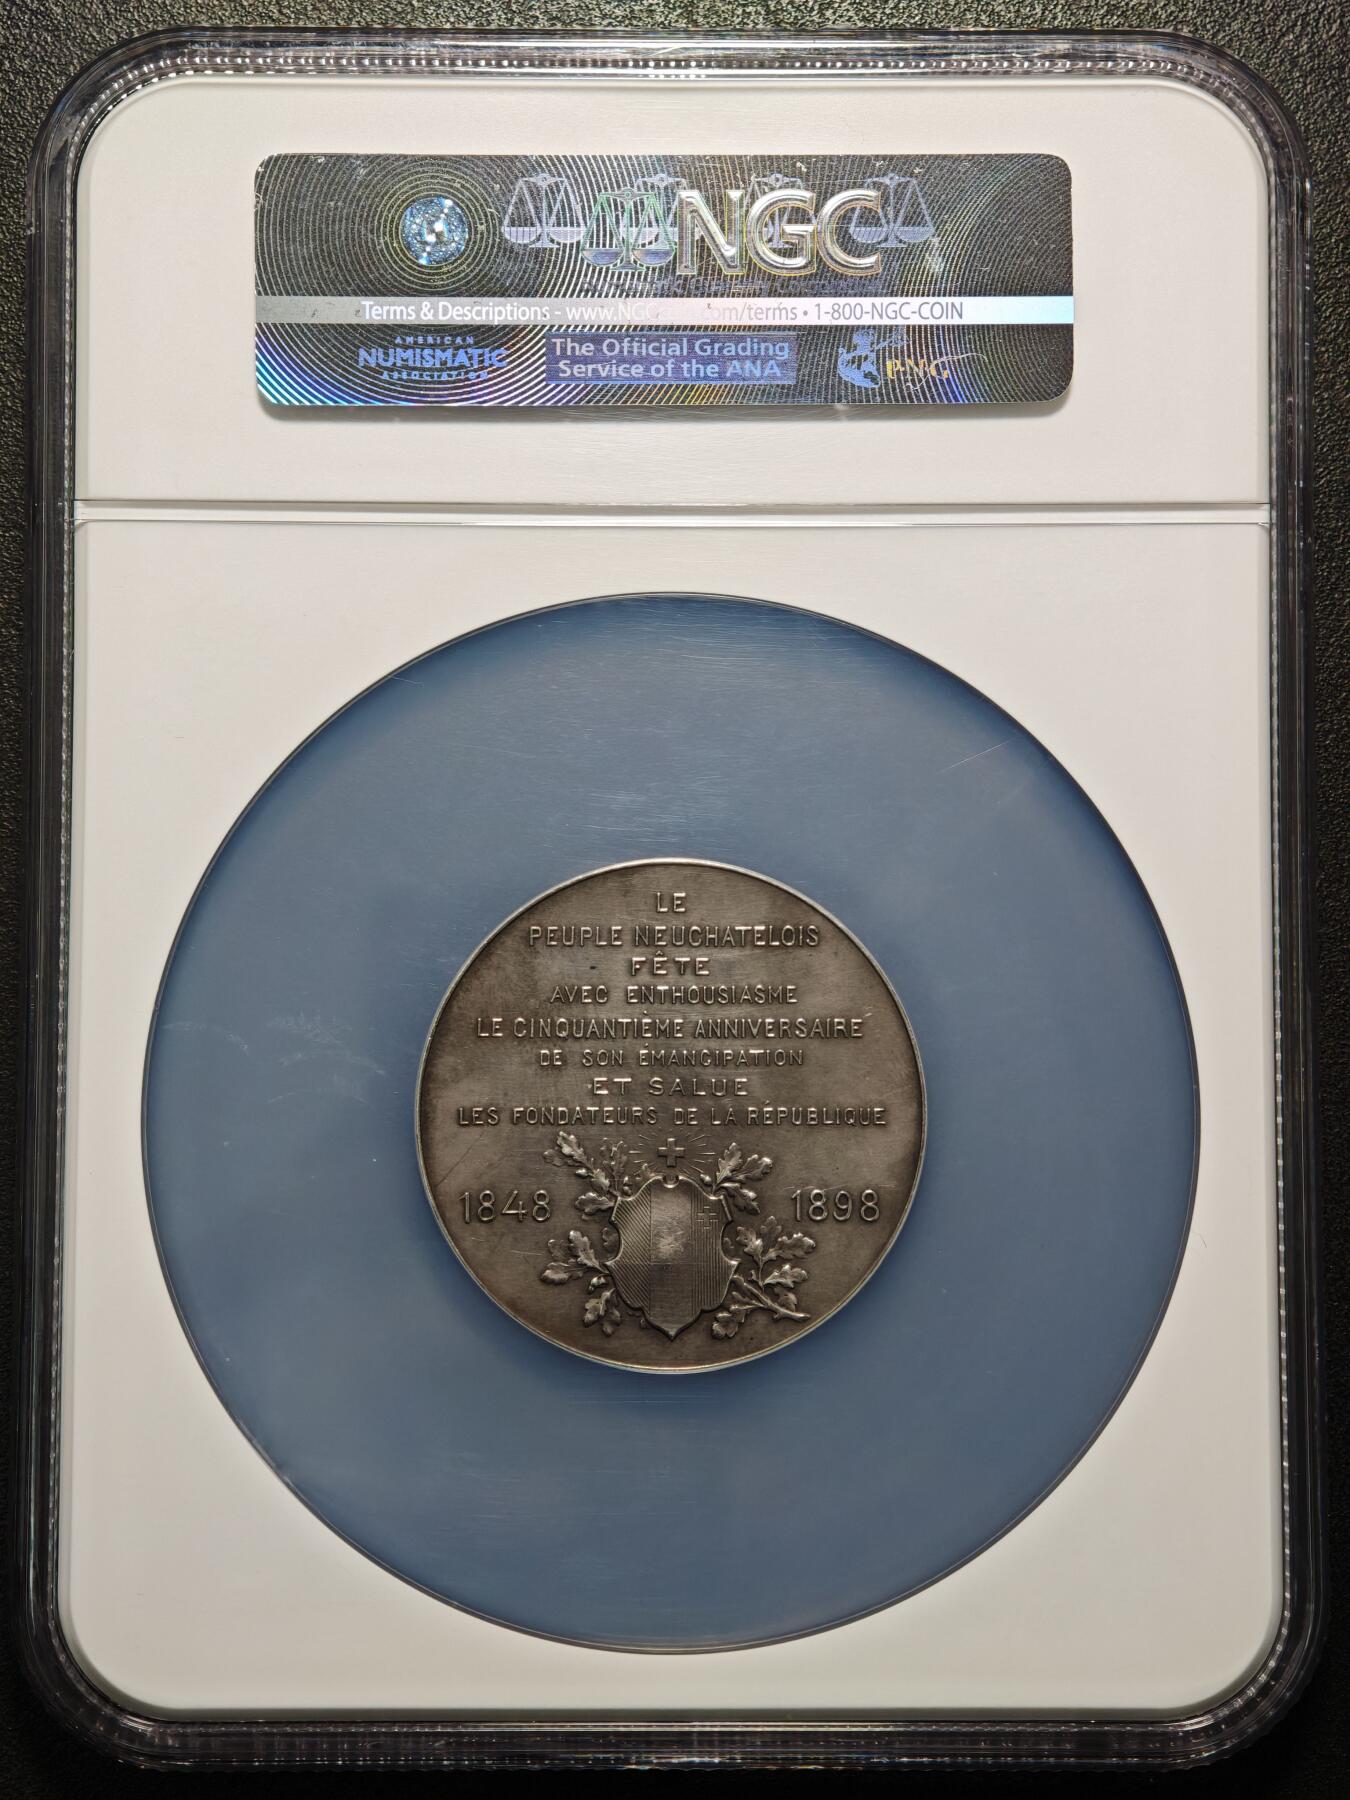 NGC
Terms & Descriptions - www.NGCcoin.com/terms • 1-800-NGC-COIN
AMERICAN
NUMISMATIC
ASSOCIATION
The Official Grading
Service of the ANA
P·N·G
LE
PEUPLE NEUCHATELOIS
FÊTE
AVEC ENTHOUSIASME
LE CINQUANTIÈME ANNIVERSAIRE
DE SON ÉMANCIPATION
ET SALUE
LES FONDATEURS DE LA RÉPUBLIQUE
1848 1898